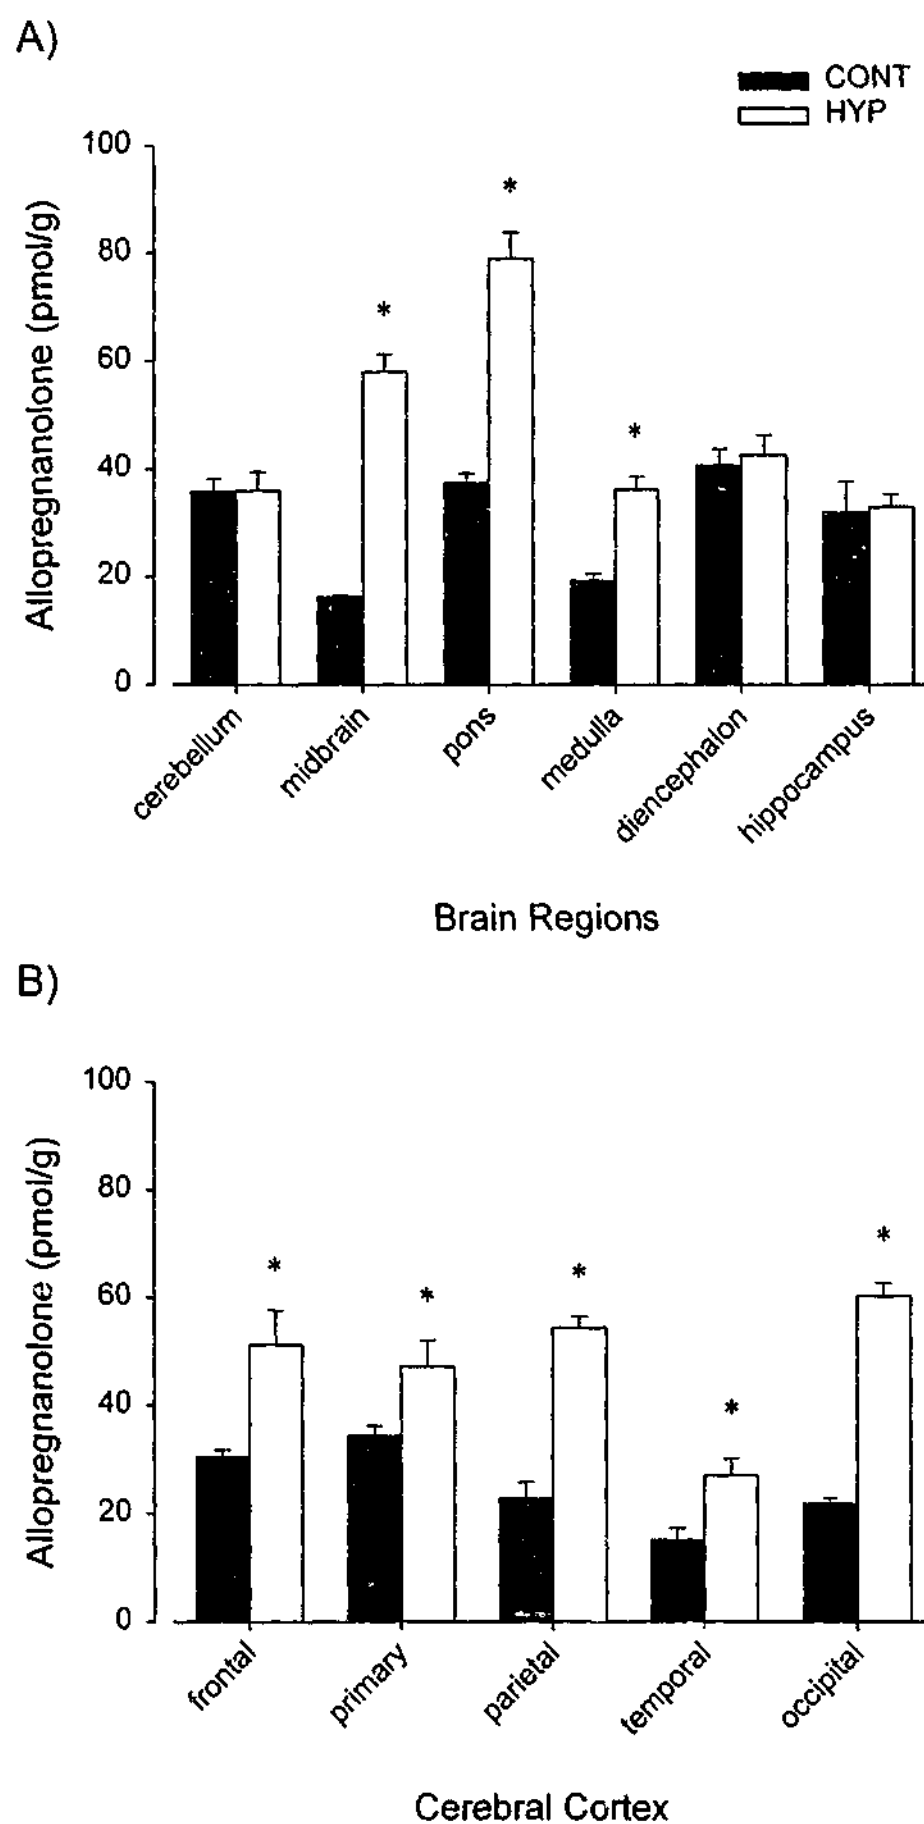 A)
CONT
HYP
100
80
60
40
20
0
Allopregnanolone (pmol/g)
*
*
*
cerebellum
midbrain
pons
medulla
diencephalon
hippocampus
Brain Regions
B)
100
80
60
40
20
0
Allopregnanolone (pmol/g)
*
*
*
*
*
frontal
primary
parietal
temporal
occipital
Cerebral Cortex